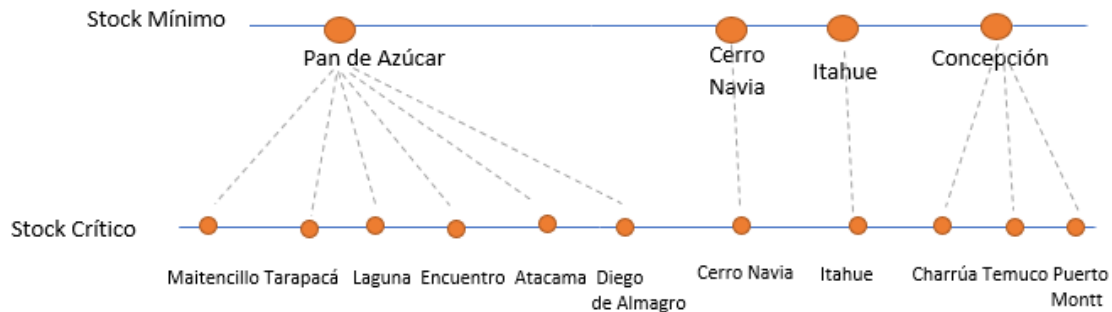 Stock Mínimo
Pan de Azúcar
Cerro
Navia
Itahue
Concepción
Stock Crítico
Maitencillo
Tarapacá
Laguna
Encuentro
Atacama
Diego
de Almagro
Cerro Navia
Itahue
Charrúa
Temuco
Puerto
Montt